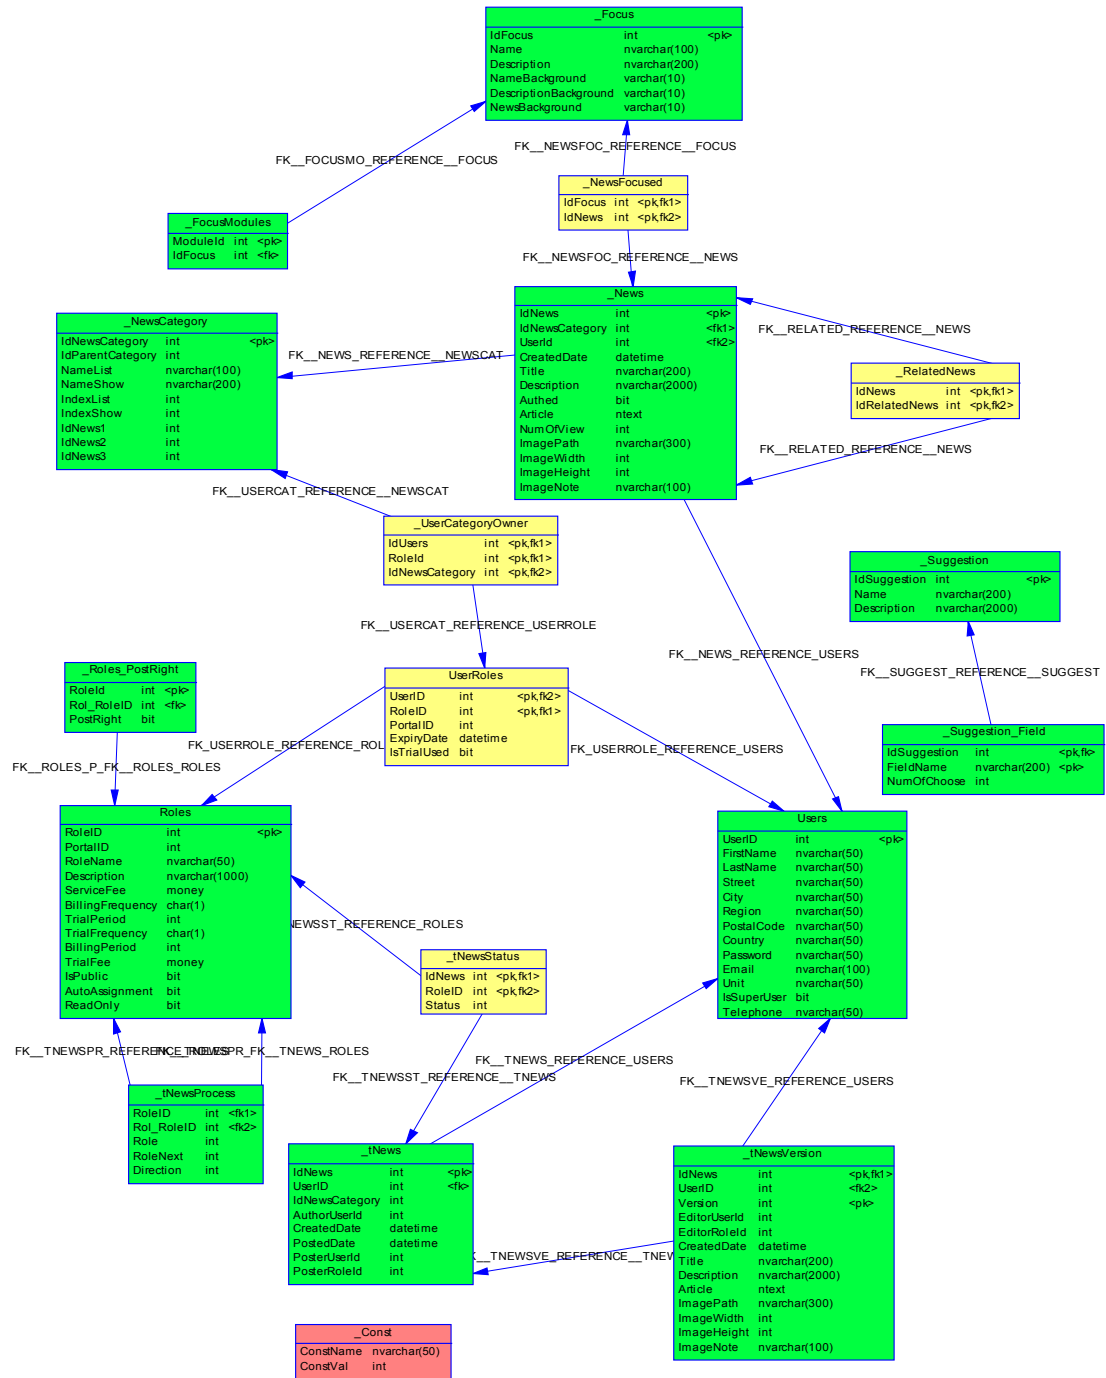 _Focus
IdFocus int <pk>
Name nvarchar(100)
Description nvarchar(200)
NameBackground varchar(10)
DescriptionBackground varchar(10)
NewsBackground varchar(10)
FK__FOCUSMO_REFERENCE__FOCUS
FK__NEWSFOC_REFERENCE__FOCUS
_NewsFocused
IdFocus int <pk,fk1>
IdNews int <pk,fk2>
_FocusModules
ModuleId int <pk>
IdFocus int <fk>
FK__NEWSFOC_REFERENCE__NEWS
_News
IdNews int <pk>
IdNewsCategory int <fk1>
UserId int <fk2>
CreatedDate datetime
Title nvarchar(200)
Description nvarchar(2000)
Authed bit
Article ntext
NumOfView int
ImagePath nvarchar(300)
ImageWidth int
ImageHeight int
ImageNote nvarchar(100)
_NewsCategory
IdNewsCategory int <pk>
IdParentCategory int
NameList nvarchar(100)
NameShow nvarchar(200)
IndexList int
IndexShow int
IdNews1 int
IdNews2 int
IdNews3 int
FK__NEWS_REFERENCE__NEWSCAT
FK__RELATED_REFERENCE__NEWS
_RelatedNews
IdNews int <pk,fk1>
IdRelatedNews int <pk,fk2>
FK__RELATED_REFERENCE__NEWS
FK__USERCAT_REFERENCE__NEWSCAT
_UserCategoryOwner
IdUsers int <pk,fk1>
RoleId int <pk,fk1>
IdNewsCategory int <pk,fk2>
_Suggestion
IdSuggestion int <pk>
Name nvarchar(200)
Description nvarchar(2000)
FK__USERCAT_REFERENCE_USERROLE
FK__NEWS_REFERENCE_USERS
FK__SUGGEST_REFERENCE__SUGGEST
_Roles_PostRight
RoleId int <pk>
Rol_RoleID int <fk>
PostRight bit
UserRoles
UserID int <pk,fk2>
RoleID int <pk,fk1>
PortalID int
ExpiryDate datetime
IsTrialUsed bit
_Suggestion_Field
IdSuggestion int <pk,fk>
FieldName nvarchar(200) <pk>
NumOfChoose int
FK_USERROLE_REFERENCE_ROL
FK_USERROLE_REFERENCE_USERS
FK__ROLES_P_FK__ROLES_ROLES
Roles
RoleID int <pk>
PortalID int
RoleName nvarchar(50)
Description nvarchar(1000)
ServiceFee money
BillingFrequency char(1)
TrialPeriod int
TrialFrequency char(1)
BillingPeriod int
TrialFee money
IsPublic bit
AutoAssignment bit
ReadOnly bit
Users
UserID int <pk>
FirstName nvarchar(50)
LastName nvarchar(50)
Street nvarchar(50)
City nvarchar(50)
Region nvarchar(50)
PostalCode nvarchar(50)
Country nvarchar(50)
Password nvarchar(50)
Email nvarchar(100)
Unit nvarchar(50)
IsSuperUser bit
Telephone nvarchar(50)
NEWSST_REFERENCE_ROLES
_tNewsStatus
IdNews int <pk,fk1>
RoleID int <pk,fk2>
Status int
FK__TNEWSPR_REFERENCE
FK__TNEWS_ROLES
FK__TNEWS_REFERENCE_USERS
FK__TNEWSST_REFERENCE__TNEWS
FK__TNEWSVE_REFERENCE_USERS
_tNewsProcess
RoleID int <fk1>
Rol_RoleID int <fk2>
Role int
RoleNext int
Direction int
_tNews
IdNews int <pk>
UserID int <fk>
IdNewsCategory int
AuthorUserId int
CreatedDate datetime
PostedDate datetime
PosterUserId int
PosterRoleId int
_tNewsVersion
IdNews int <pk,fk1>
UserID int <fk2>
Version int <pk>
EditorUserId int
EditorRoleId int
CreatedDate datetime
Title nvarchar(200)
Description nvarchar(2000)
Article ntext
ImagePath nvarchar(300)
ImageWidth int
ImageHeight int
ImageNote nvarchar(100)
K__TNEWSVE_REFERENCE__TNE
_Const
ConstName nvarchar(50)
ConstVal int